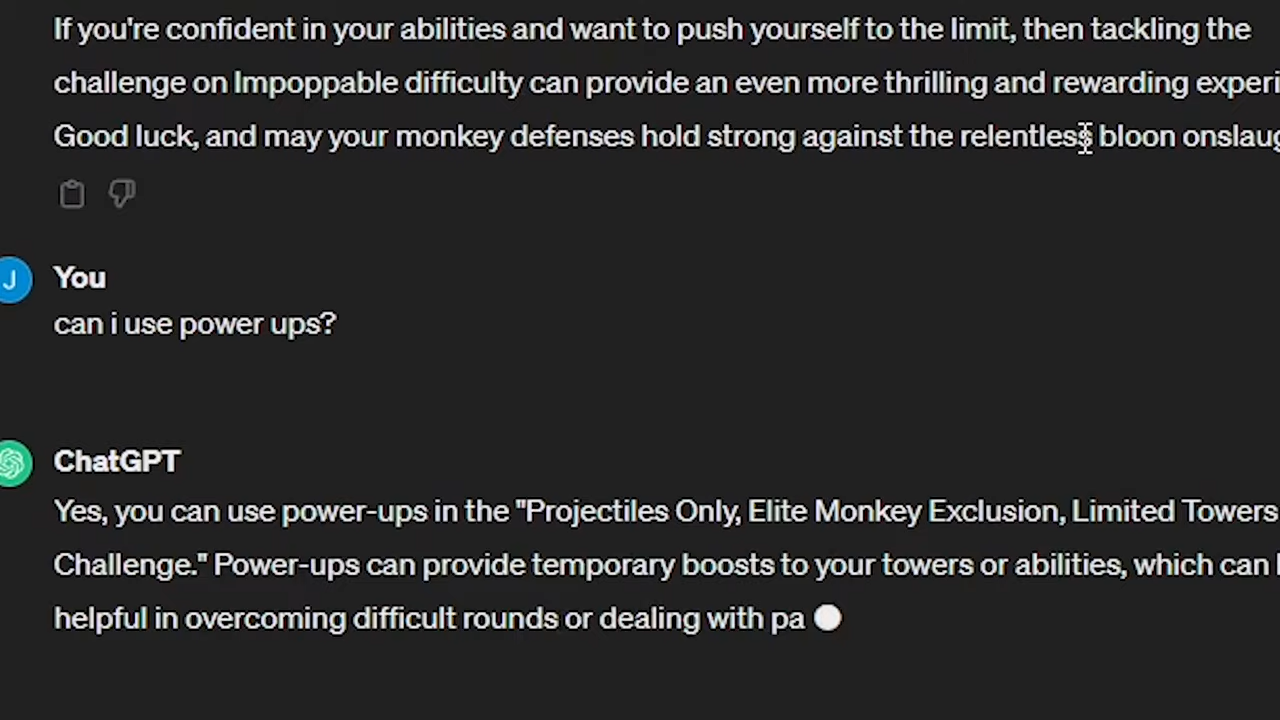 If you're confident in your abilities and want to push yourself to the limit, then tackling the
challenge on Impoppable difficulty can provide an even more thrilling and rewarding experi
Good luck, and may your monkey defenses hold strong against the relentless bloon onslaug
J
You
can i use power ups?
ChatGPT
Yes, you can use power-ups in the "Projectiles Only, Elite Monkey Exclusion, Limited Towers
Challenge." Power-ups can provide temporary boosts to your towers or abilities, which can
helpful in overcoming difficult rounds or dealing with pa